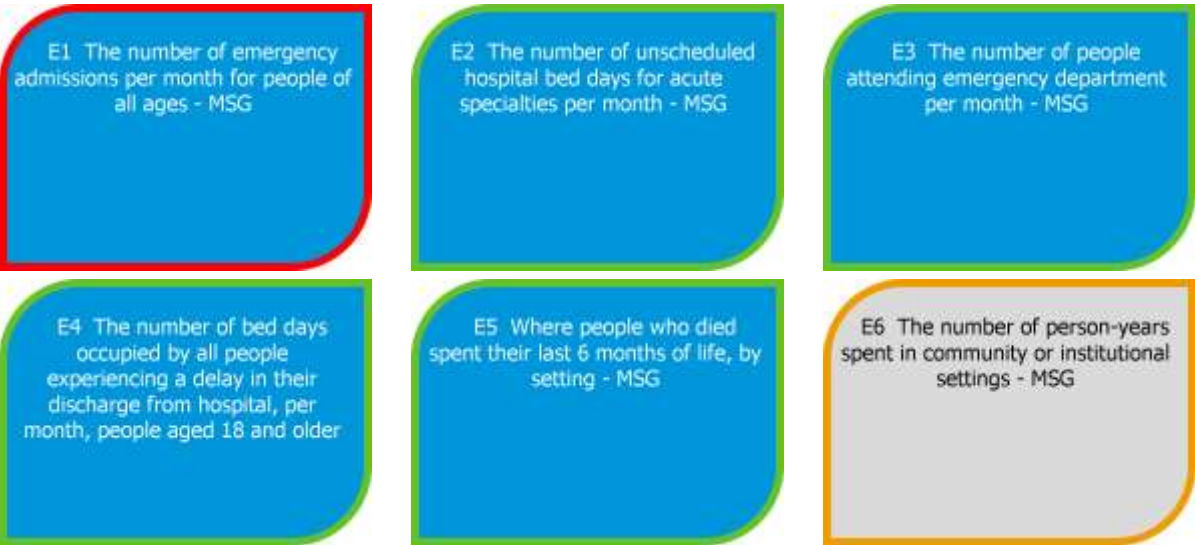 E1 The number of emergency
admissions per month for people of
all ages - MSG
E2 The number of unscheduled
hospital bed days for acute
specialties per month - MSG
E3 The number of people
attending emergency department
per month - MSG
E4 The number of bed days
occupied by all people
experiencing a delay in their
discharge from hospital, per
month, people aged 18 and older
E5 Where people who died
spent their last 6 months of life, by
setting - MSG
E6 The number of person-years
spent in community or institutional
settings - MSG